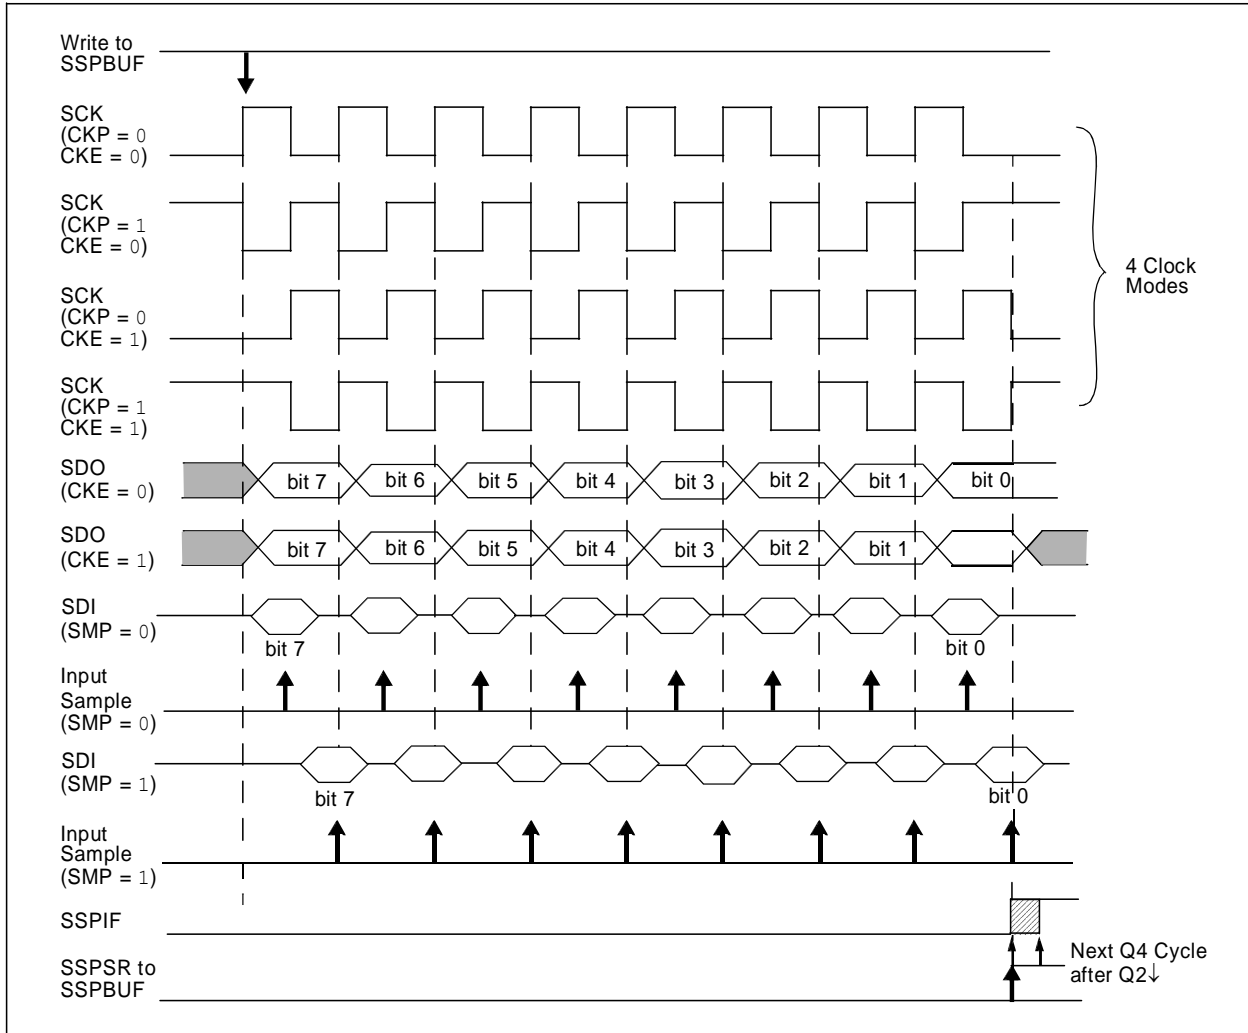 Write to
SSPBUF
SCK
(CKP = 0
CKE = 0)
SCK
(CKP = 1
CKE = 0)
4 Clock
Modes
SCK
(CKP = 0
CKE = 1)
SCK
(CKP = 1
CKE = 1)
SDO
(CKE = 0)
bit 7 bit 6 bit 5 bit 4 bit 3 bit 2 bit 1 bit 0
SDO
(CKE = 1)
bit 7 bit 6 bit 5 bit 4 bit 3 bit 2 bit 1
SDI
(SMP = 0)
bit 7 bit 0
Input
Sample
(SMP = 0)
SDI
(SMP = 1)
bit 7 bit 0
Input
Sample
(SMP = 1)
SSPIF
Next Q4 Cycle
after Q2↓
SSPSR to
SSPBUF